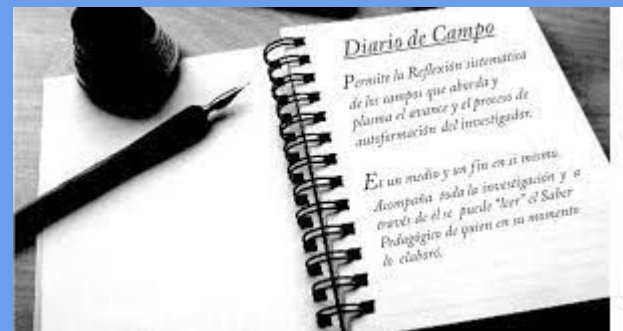 Diario de Campo
Permite la Reflexión sistemática
de los campos que aborda y
plasma el avance y el proceso de
autoformación del investigador.
Es un medio y un fin en si mismo.
Acompaña toda la investigación y a
través de él se puede "leer" el Saber
Pedagógico de quien en su momento
lo elaboró.